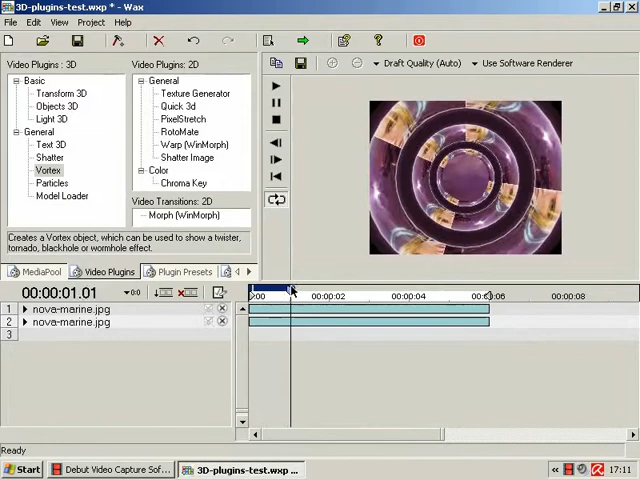 3D-plugins-test.wxp * - Wax
File Edit View Project Help
Draft Quality (Auto) Use Software Renderer
Video Plugins : 3D
Basic
Transform 3D
Objects 3D
Light 3D
General
Text 3D
Shatter
Vortex
Particles
Model Loader
Video Plugins: 2D
General
Texture Generator
Quick 3d
PixelStretch
RotoMate
Warp (WinMorph)
Shatter Image
Color
Chroma Key
Video Transitions: 2D
Morph (WinMorph)
Creates a Vortex object, which can be used to show a twister,
tornado, blackhole or wormhole effect.
MediaPool Video Plugins Plugin Presets
00:00:01.01 :0
00:00:02 00:00:04 00:00:08
1 nova-marine.jpg
2 nova-marine.jpg
3
Ready
Start Debut Video Capture Sof... 3D-plugins-test.wxp ... « 17:11